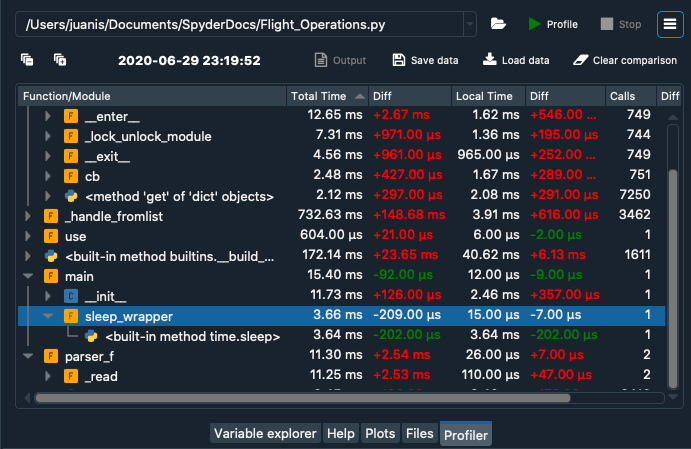 /Users/juanis/Documents/SpyderDocs/Flight_Operations.py Profile Stop
2020-06-29 23:19:52 Output Save data Load data Clear comparison
Function/Module Total Time Diff Local Time Diff Calls Diff
__enter__ 12.65 ms +2.67 ms 1.62 ms +546.00 ... 749
_lock_unlock_module 7.31 ms +971.00 µs 1.36 ms +195.00 µs 744
__exit__ 4.56 ms +961.00 µs 965.00 µs +252.00 ... 749
cb 2.48 ms +427.00 µs 1.67 ms +289.00 ... 751
<method 'get' of 'dict' objects> 2.12 ms +297.00 µs 2.08 ms +291.00 µs 7250
F _handle_fromlist 732.63 ms +148.68 ms 3.91 ms +616.00 µs 3462
F use 604.00 µs +21.00 µs 6.00 µs -2.00 µs 1
<built-in method builtins.__build_... 172.14 ms +23.65 ms 40.62 ms +6.13 ms 1611
F main 15.40 ms -92.00 µs 12.00 µs -9.00 µs 1
C __init__ 11.73 ms +126.00 µs 2.46 ms +357.00 µs 1
F sleep_wrapper 3.66 ms -209.00 µs 15.00 µs -7.00 µs 1
<built-in method time.sleep> 3.64 ms -202.00 µs 3.64 ms -202.00 µs 1
F parser_f 11.30 ms +2.54 ms 26.00 µs +7.00 µs 2
F _read 11.25 ms +2.53 ms 110.00 µs +47.00 µs 2
Variable explorer Help Plots Files Profiler